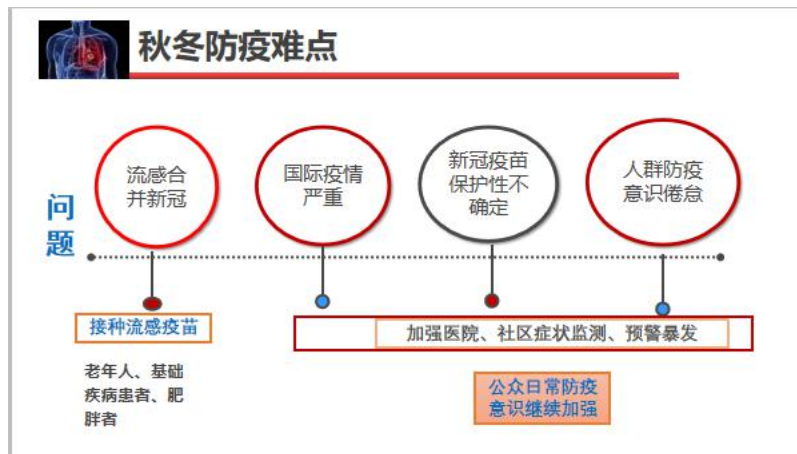 秋冬防疫难点
流感合
并新冠
国际疫情
严重
新冠疫苗
保护性不
确定
人群防疫
意识倦怠
问
题
接种流感疫苗
加强医院、社区症状监测、预警暴发
老年人、基础
疾病患者、肥
胖者
公众日常防疫
意识继续加强